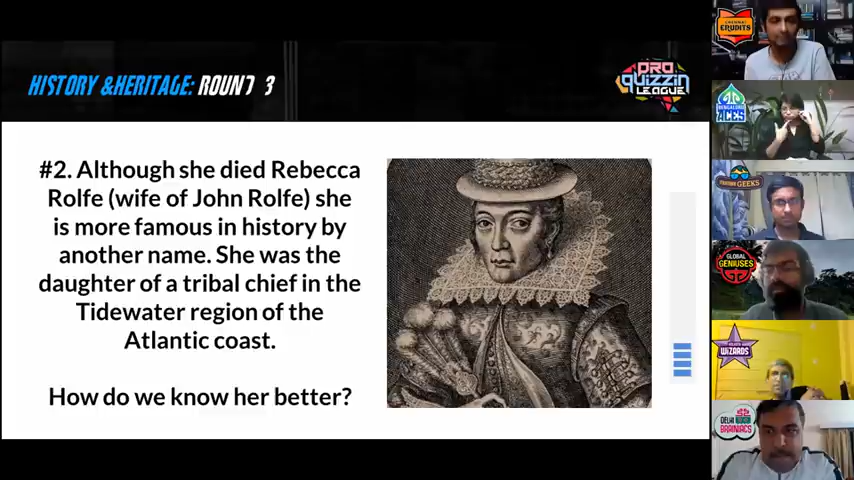 HISTORY &HERITAGE: ROUND 3
PRO
QUIZZIN
LEAGUE
#2. Although she died Rebecca
Rolfe (wife of John Rolfe) she
is more famous in history by
another name. She was the
daughter of a tribal chief in the
Tidewater region of the
Atlantic coast.
How do we know her better?
CHENNAI
ERUDITS
BENGALURU
ACES
GEEKS
GLOBAL
GENIUSES
WIZARDS
DELHI
BRAINIACS